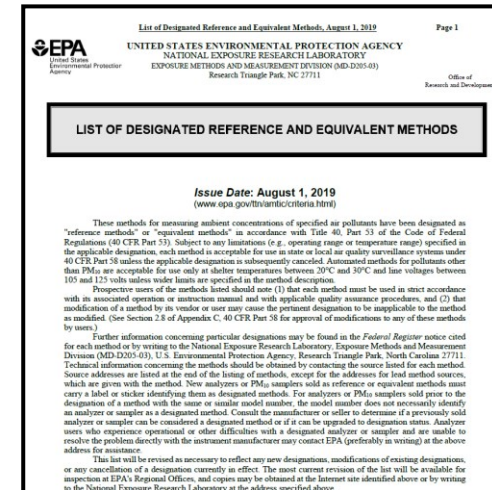 List of Designated Reference and Equivalent Methods, August 1, 2019 Page 1
EPA
United States
Environmental Protection
Agency
UNITED STATES ENVIRONMENTAL PROTECTION AGENCY
NATIONAL EXPOSURE RESEARCH LABORATORY
EXPOSURE METHODS AND MEASUREMENT DIVISION (MD-D205-03)
Research Triangle Park, NC 27711
Office of
Research and Development
LIST OF DESIGNATED REFERENCE AND EQUIVALENT METHODS
Issue Date: August 1, 2019
(www.epa.gov/ttn/amtic/criteria.html)
These methods for measuring ambient concentrations of specified air pollutants have been designated as
"reference methods" or "equivalent methods" in accordance with Title 40, Part 53 of the Code of Federal
Regulations (40 CFR Part 53). Subject to any limitations (e.g., operating range or temperature range) specified in
the applicable designation, each method is acceptable for use in state or local air quality surveillance systems under
40 CFR Part 58 unless the applicable designation is subsequently canceled. Automated methods for pollutants other
than PM₁₀ are acceptable for use only at shelter temperatures between 20°C and 30°C and line voltages between
105 and 125 volts unless wider limits are specified in the method description.
Prospective users of the methods listed should note (1) that each method must be used in strict accordance
with its associated operation or instruction manual and with applicable quality assurance procedures, and (2) that
modification of a method by its vendor or user may cause the pertinent designation to be inapplicable to the method
as modified. (See Section 2.8 of Appendix C, 40 CFR Part 58 for approval of modifications to any of these methods
by users.)
Further information concerning particular designations may be found in the Federal Register notice cited
for each method or by writing to the National Exposure Research Laboratory, Exposure Methods and Measurement
Division (MD-D205-03), U.S. Environmental Protection Agency, Research Triangle Park, North Carolina 27711.
Technical information concerning the methods should be obtained by contacting the source listed for each method.
Source addresses are listed at the end of the listing of methods, except for the addresses for lead method sources,
which are given with the method. New analyzers or PM₁₀ samplers sold as reference or equivalent methods must
carry a label or sticker identifying them as designated methods. For analyzers or PM₁₀ samplers sold prior to the
designation of a method with the same or similar model number, the model number does not necessarily identify
an analyzer or sampler as a designated method. Consult the manufacturer or seller to determine if a previously sold
analyzer or sampler can be considered a designated method or if it can be upgraded to designation status. Analyzer
users who experience operational or other difficulties with a designated analyzer or sampler and are unable to
resolve the problem directly with the instrument manufacturer may contact EPA (preferably in writing) at the above
address for assistance.
This list will be revised as necessary to reflect any new designations, modifications of existing designations,
or any cancellation of a designation currently in effect. The most current revision of the list will be available for
inspection at EPA's Regional Offices, and copies may be obtained at the Internet site identified above or by writing
to the National Exposure Research Laboratory at the address specified above.